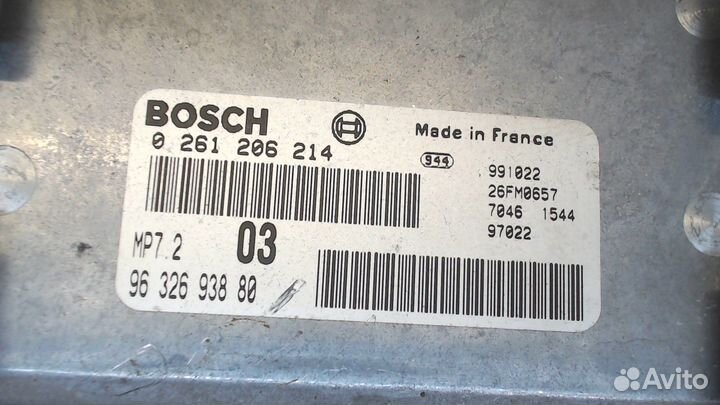 BOSCH
0 261 206 214
Made in France
944
991022
26FM0657
7046 1544
97022
MP7.2
03
96 326 938 80
Avito